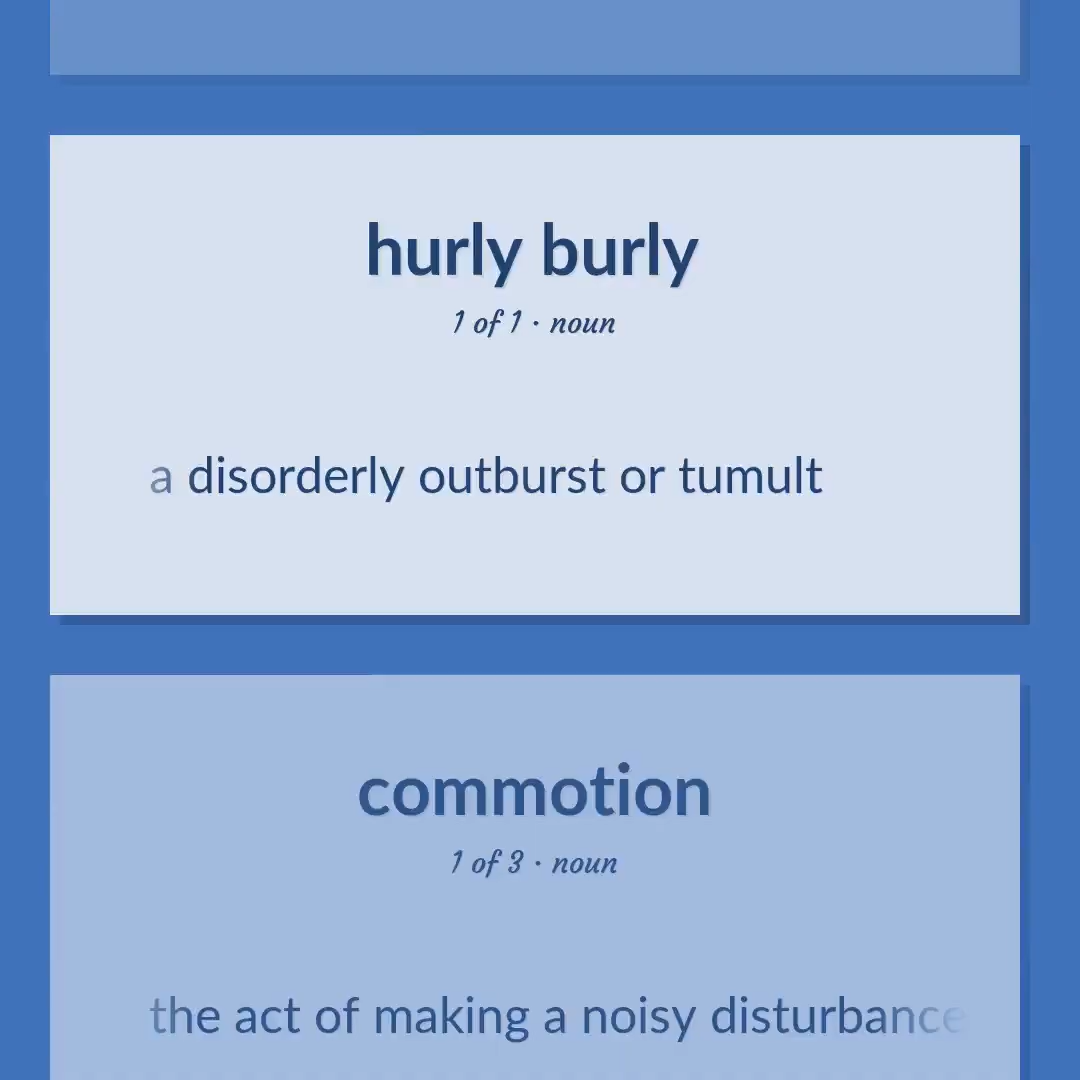 hurly burly
1 of 1 · noun
a disorderly outburst or tumult
commotion
1 of 3 · noun
the act of making a noisy disturbance